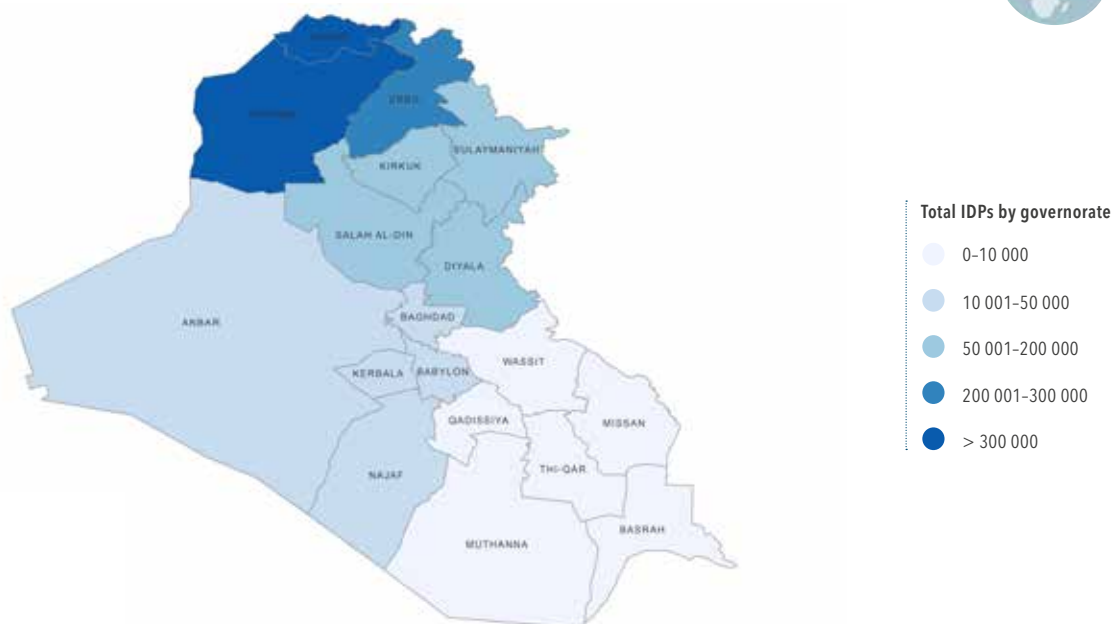 ERBIL
SULAYMANIYAH
KIRKUK
SALAH AL-DIN
DIYALA
ANBAR
BAGHDAD
WASSIT
KERBALA
BABYLON
QADISSIYA
MISSAN
THI-QAR
NAJAF
BASRAH
MUTHANNA
Total IDPs by governorate
0–10 000
10 001–50 000
50 001–200 000
200 001–300 000
> 300 000